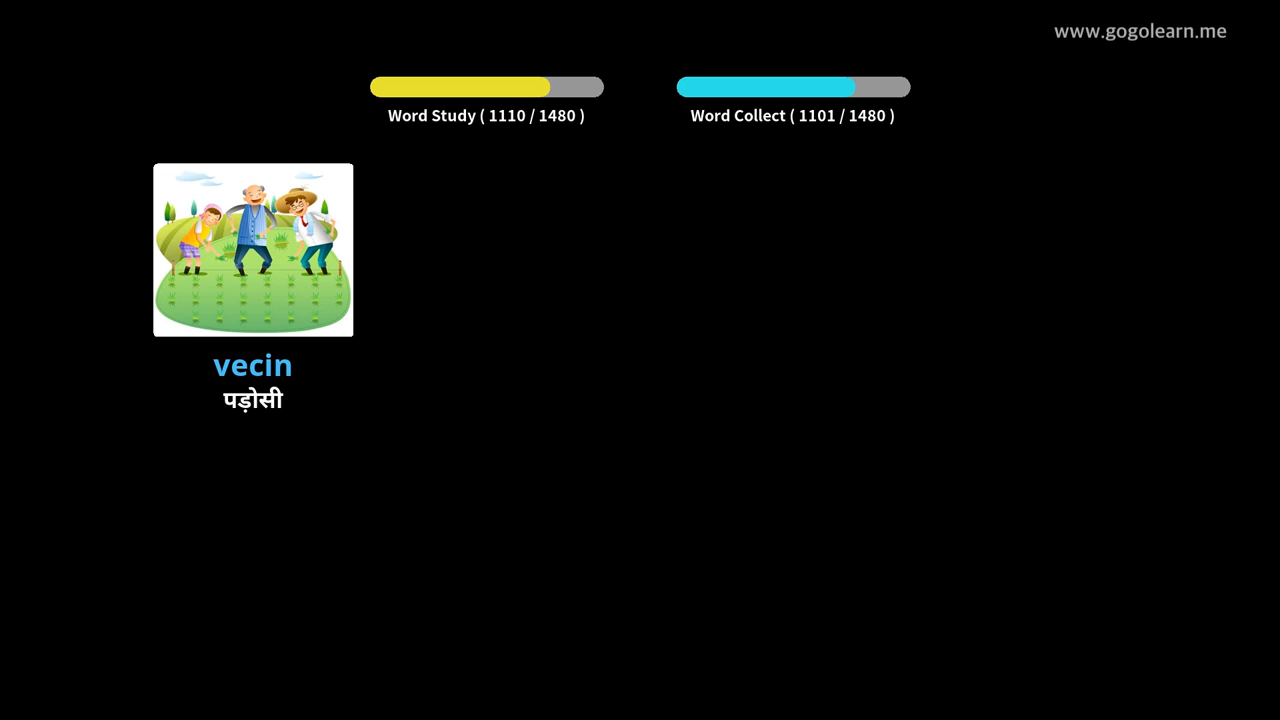 www.gogolearn.me
Word Study ( 1110 / 1480 )
Word Collect ( 1101 / 1480 )
vecin
पड़ोसी